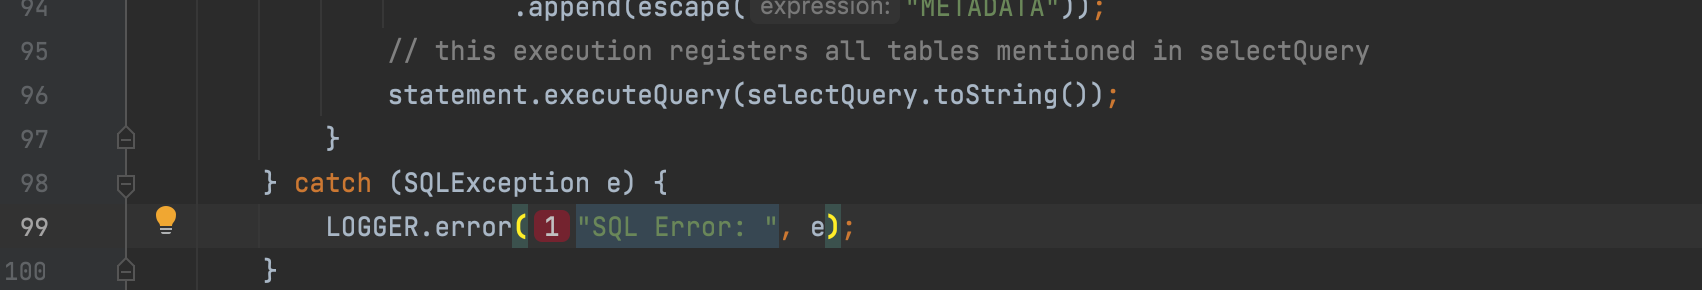 94 .append(escape( expression: "METADATA"));
95 // this execution registers all tables mentioned in selectQuery
96 statement.executeQuery(selectQuery.toString());
97 }
98 } catch (SQLException e) {
99 LOGGER.error( 1 "SQL Error: ", e);
100 }